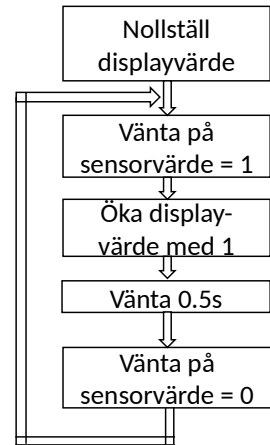 Nollställ
displayvärde
Vänta på
sensorvärde = 1
Öka display-
värde med 1
Vänta 0.5s
Vänta på
sensorvärde = 0